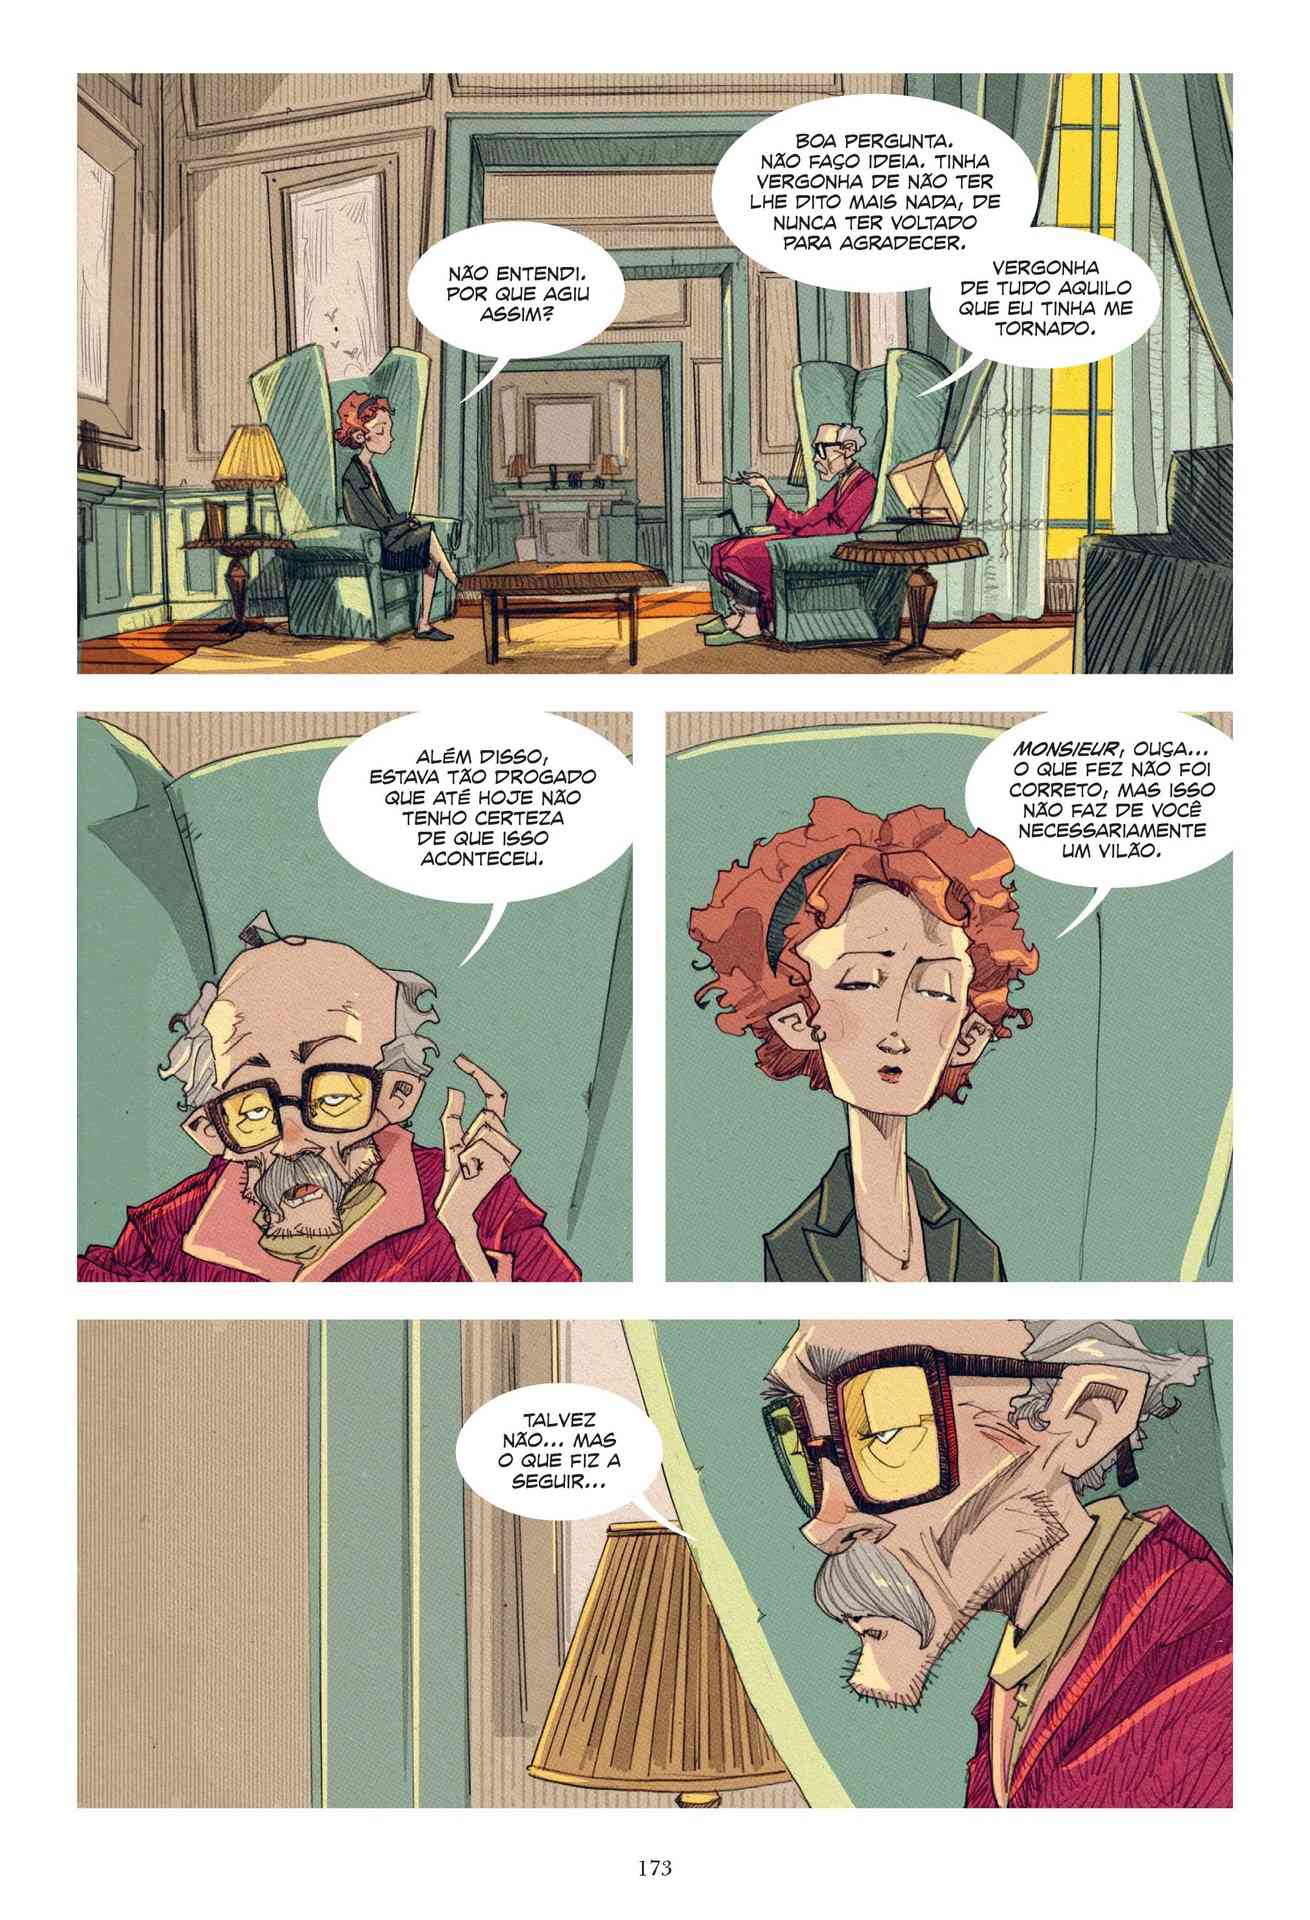 NÃO ENTENDI.
POR QUE AGIU
ASSIM?
BOA PERGUNTA.
NÃO FAÇO IDEIA. TINHA
VERGONHA DE NÃO TER
LHE DITO MAIS NADA, DE
NUNCA TER VOLTADO
PARA AGRADECER.
VERGONHA
DE TUDO AQUILO
QUE EU TINHA ME
TORNADO.
ALÉM DISSO,
ESTAVA TÃO DROGADO
QUE ATÉ HOJE NÃO
TENHO CERTEZA
DE QUE ISSO
ACONTECEU.
MONSIEUR, OUÇA...
O QUE FEZ NÃO FOI
CORRETO, MAS ISSO
NÃO FAZ DE VOCÊ
NECESSARIAMENTE
UM VILÃO.
TALVEZ
NÃO... MAS
O QUE FIZ A
SEGUIR...
173